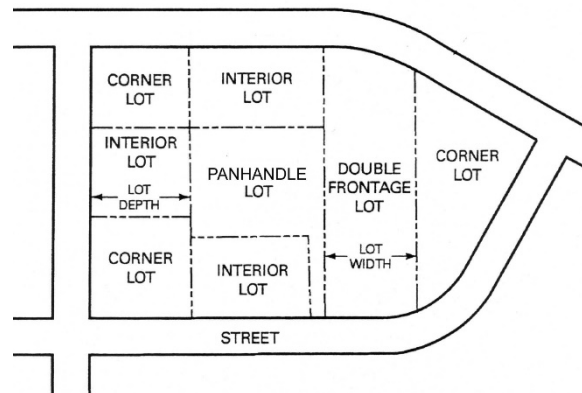 CORNER
LOT
INTERIOR
LOT
INTERIOR
LOT
LOT
DEPTH
PANHANDLE
LOT
DOUBLE
FRONTAGE
LOT
CORNER
LOT
CORNER
LOT
INTERIOR
LOT
LOT
WIDTH
STREET